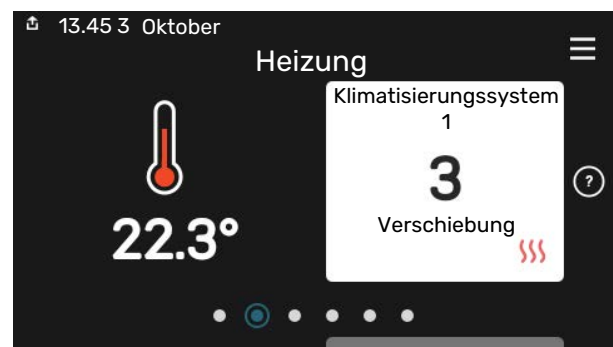 13.45 3 Oktober
Heizung
Klimatisierungssystem
1
3
Verschiebung
22.3°
?